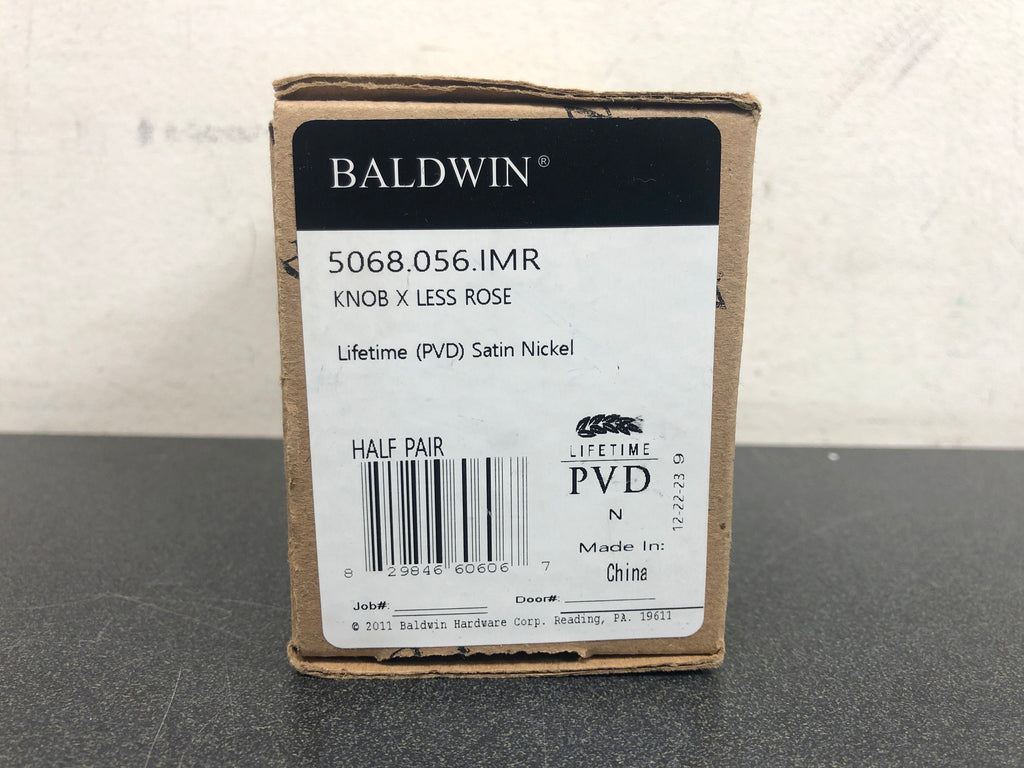 BALDWIN®
5068.056.IMR
KNOB X LESS ROSE
Lifetime (PVD) Satin Nickel
HALF PAIR
8 29846 60606 7
LIFETIME
PVD
N
12-22-23 9
Made In:
China
Job#:
Door#:
© 2011 Baldwin Hardware Corp. Reading, PA. 19611